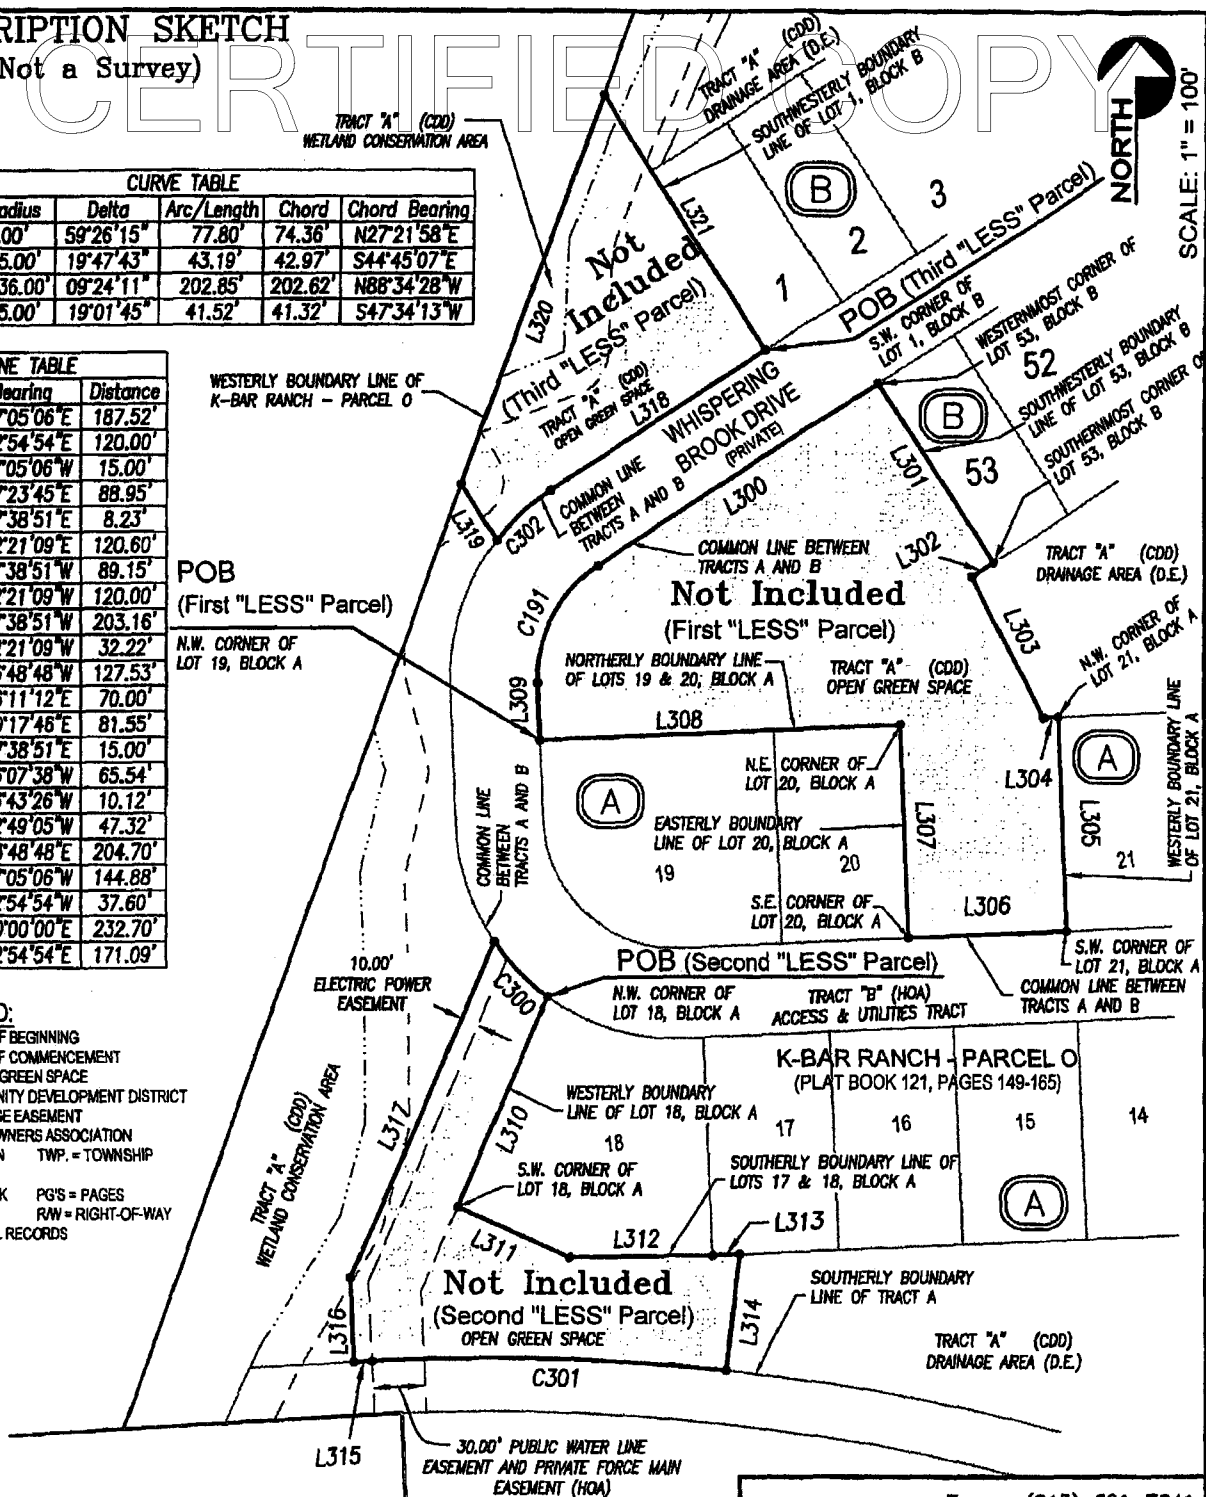 RIPTION SKETCH
Not a Survey)
CERTIFIED COPY
NORTH
SCALE: 1" = 100'
TRACT "A" (CDD)
WETLAND CONSERVATION AREA
TRACT "A" (CDD)
DRAINAGE AREA (D.E.)
SOUTHWESTERLY BOUNDARY
LINE OF LOT 1, BLOCK B
CURVE TABLE
adius Delta Arc/Length Chord Chord Bearing
.00' 59°26'15" 77.80' 74.36' N27°21'58"E
5.00' 19°47'43" 43.19' 42.97' S44°45'07"E
36.00' 09°24'11" 202.85' 202.62' N88°34'28"W
5.00' 19°01'45" 41.52' 41.32' S47°34'13"W
B
3
2
1
L321
Not
Included
(Third "LESS" Parcel)
TRACT "A" (CDD)
OPEN GREEN SPACE
L320
L318
POB (Third "LESS" Parcel)
S.W. CORNER OF
LOT 1, BLOCK B
WESTERNMOST CORNER OF
LOT 53, BLOCK B
52
SOUTHWESTERLY BOUNDARY
LINE OF LOT 53, BLOCK B
SOUTHERNMOST CORNER OF
LOT 53, BLOCK B
B
53
WESTERLY BOUNDARY LINE OF
K-BAR RANCH - PARCEL O
WHISPERING
BROOK DRIVE
(PRIVATE)
COMMON LINE
BETWEEN
TRACTS A AND B
L319
C302
L300
L301
L302
NE TABLE
Bearing Distance
°05'06"E 187.52'
°54'54"E 120.00'
°05'06"W 15.00'
°23'45"E 88.95'
°38'51"E 8.23'
°21'09"E 120.60'
°38'51"W 89.15'
°21'09"W 120.00'
°38'51"W 203.16'
°21'09"W 32.22'
°48'48"W 127.53'
°11'12"E 70.00'
°17'46"E 81.55'
°38'51"E 15.00'
°07'38"W 65.54'
°43'26"W 10.12'
°49'05"W 47.32'
°48'48"E 204.70'
°05'06"W 144.88'
°54'54"W 37.60'
°00'00"E 232.70'
°54'54"E 171.09'
POB
(First "LESS" Parcel)
N.W. CORNER OF
LOT 19, BLOCK A
COMMON LINE BETWEEN
TRACTS A AND B
Not Included
(First "LESS" Parcel)
TRACT "A" (CDD)
DRAINAGE AREA (D.E.)
C191
L303
N.W. CORNER OF
LOT 21, BLOCK A
NORTHERLY BOUNDARY LINE
OF LOTS 19 & 20, BLOCK A
TRACT "A" (CDD)
OPEN GREEN SPACE
L309
L308
N.E. CORNER OF
LOT 20, BLOCK A
L304
A
L305
WESTERLY BOUNDARY LINE
OF LOT 21, BLOCK A
A
EASTERLY BOUNDARY
LINE OF LOT 20, BLOCK A
L307
19
20
21
COMMON LINE
BETWEEN
TRACTS A AND B
S.E. CORNER OF
LOT 20, BLOCK A
L306
S.W. CORNER OF
LOT 21, BLOCK A
COMMON LINE BETWEEN
TRACTS A AND B
POB (Second "LESS" Parcel)
N.W. CORNER OF
LOT 18, BLOCK A
TRACT "B" (HOA)
ACCESS & UTILITIES TRACT
10.00'
ELECTRIC POWER
EASEMENT
C300
D:
F BEGINNING
F COMMENCEMENT
GREEN SPACE
NITY DEVELOPMENT DISTRICT
GE EASEMENT
WNERS ASSOCIATION
N TWP. = TOWNSHIP
K PG'S = PAGES
R/W = RIGHT-OF-WAY
L RECORDS
K-BAR RANCH - PARCEL O
(PLAT BOOK 121, PAGES 149-165)
WESTERLY BOUNDARY
LINE OF LOT 18, BLOCK A
18
17
16
15
14
L317
L310
TRACT "A" (CDD)
WETLAND CONSERVATION AREA
S.W. CORNER OF
LOT 18, BLOCK A
SOUTHERLY BOUNDARY LINE OF
LOTS 17 & 18, BLOCK A
A
L311
L312
L313
Not Included
(Second "LESS" Parcel)
OPEN GREEN SPACE
L314
L316
SOUTHERLY BOUNDARY
LINE OF TRACT A
TRACT "A" (CDD)
DRAINAGE AREA (D.E.)
C301
L315
30.00' PUBLIC WATER LINE
EASEMENT AND PRIVATE FORCE MAIN
EASEMENT (HOA)